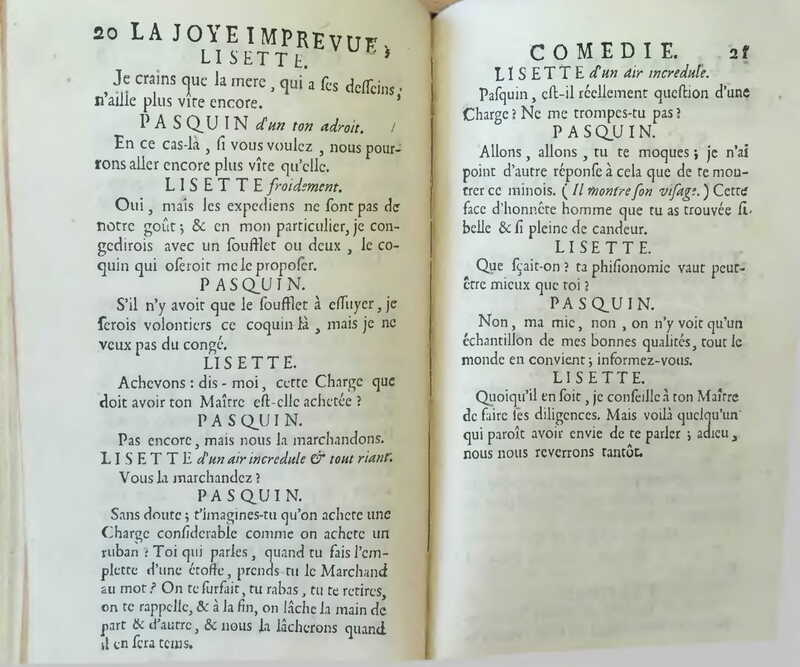 20 LA JOYE IMPREVUE,
LISETTE.
Je crains que la mere, qui a ſes deſſeins,
n'aille plus vîte encore.
PASQUIN d'un ton adroit.
En ce cas-là, ſi vous voulez, nous pour-
rons aller encore plus vîte qu'elle.
LISETTE froidement.
Oui, mais les expediens ne ſont pas de
notre goût; & en mon particulier, je con-
gedirois avec un ſoufflet ou deux, le co-
quin qui oſeroit me le propoſer.
PASQUIN.
S'il n'y avoit que le ſoufflet à eſſuyer, je
ſerois volontiers ce coquin là, mais je ne
veux pas du congé.
LISETTE.
Achevons: dis-moi, cette Charge que
doit avoir ton Maître eſt-elle achetée?
PASQUIN.
Pas encore, mais nous la marchandons.
LISETTE d'un air incredule & tout riant.
Vous la marchandez?
PASQUIN.
Sans doute; t'imagines-tu qu'on achete une
Charge conſiderable comme on achete un
ruban? Toi qui parles, quand tu fais l'em-
plette d'une étoffe, prends tu le Marchand
au mot? On te ſurfait, tu rabas, tu te retires,
on te rappelle, & à la fin, on lâche la main de
part & d'autre, & nous la lâcherons quand
il en ſera tems.
COMEDIE. 21
LISETTE d'un air incredule.
Paſquin, eſt-il réellement queſtion d'une
Charge? Ne me trompes-tu pas?
PASQUIN.
Allons, allons, tu te moques; je n'ai
point d'autre réponſe à cela que de te mon-
trer ce minois. (Il montre ſon viſage.) Cette
face d'honnête homme que tu as trouvée ſi
belle & ſi pleine de candeur.
LISETTE.
Que ſçait-on? ta phiſionomie vaut peut-
être mieux que toi?
PASQUIN.
Non, ma mie, non, on n'y voit qu'un
échantillon de mes bonnes qualités, tout le
monde en convient; informez-vous.
LISETTE.
Quoiqu'il en ſoit, je conſeille à ton Maître
de faire les diligences. Mais voilà quelqu'un
qui paroît avoir envie de te parler; adieu,
nous nous reverrons tantôt.